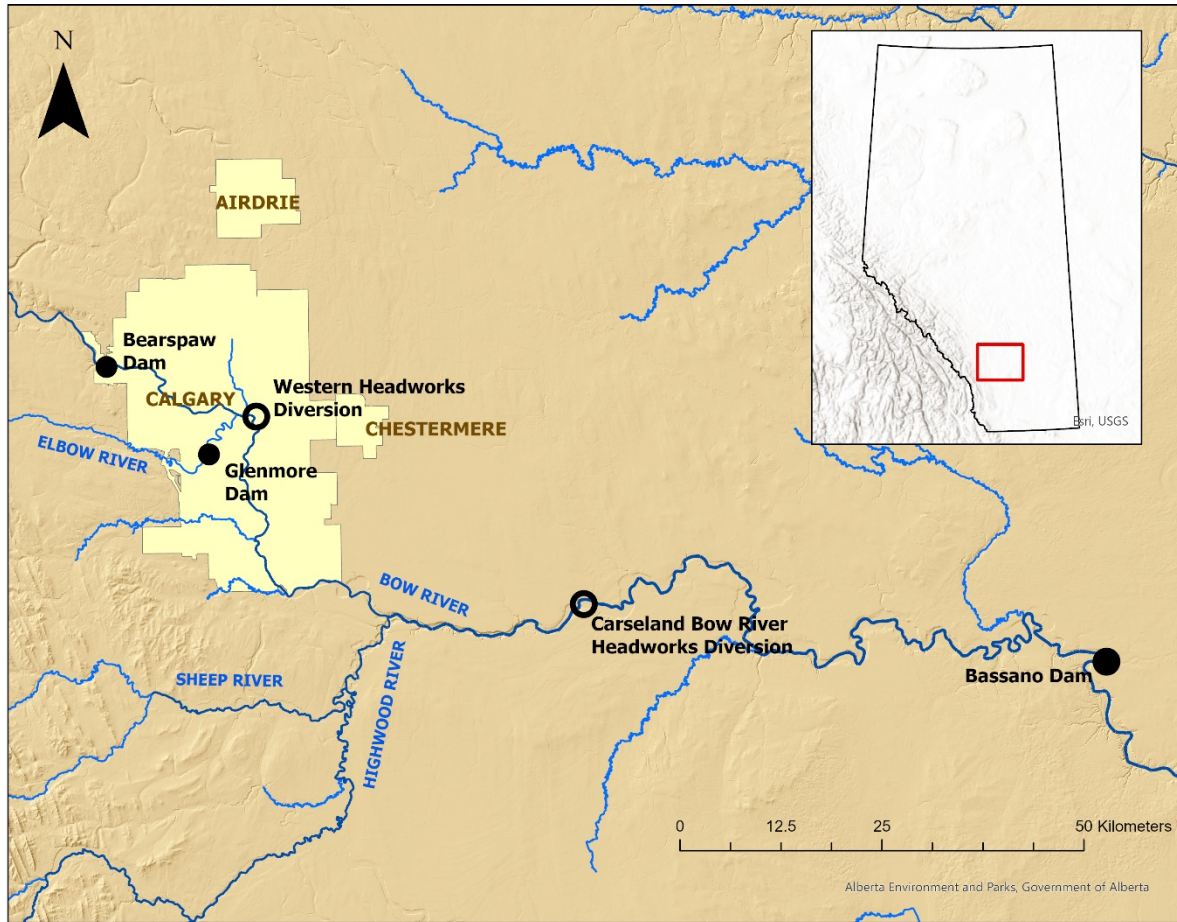 N
AIRDRIE
Bearspaw
Dam
CALGARY
Western Headworks
Diversion
CHESTERMERE
ELBOW RIVER
Glenmore
Dam
BOW RIVER
Carseland Bow River
Headworks Diversion
Bassano Dam
SHEEP RIVER
HIGHWOOD RIVER
Esri, USGS
0 12.5 25 50 Kilometers
Alberta Environment and Parks, Government of Alberta